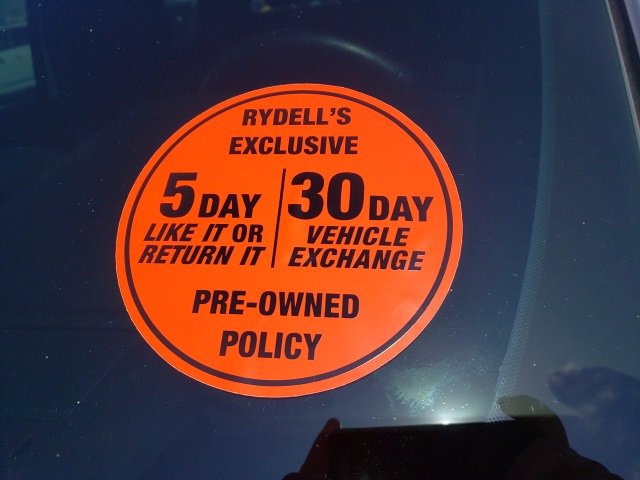 RYDELL'S
EXCLUSIVE
5 DAY
LIKE IT OR
RETURN IT
30 DAY
VEHICLE
EXCHANGE
PRE-OWNED
POLICY